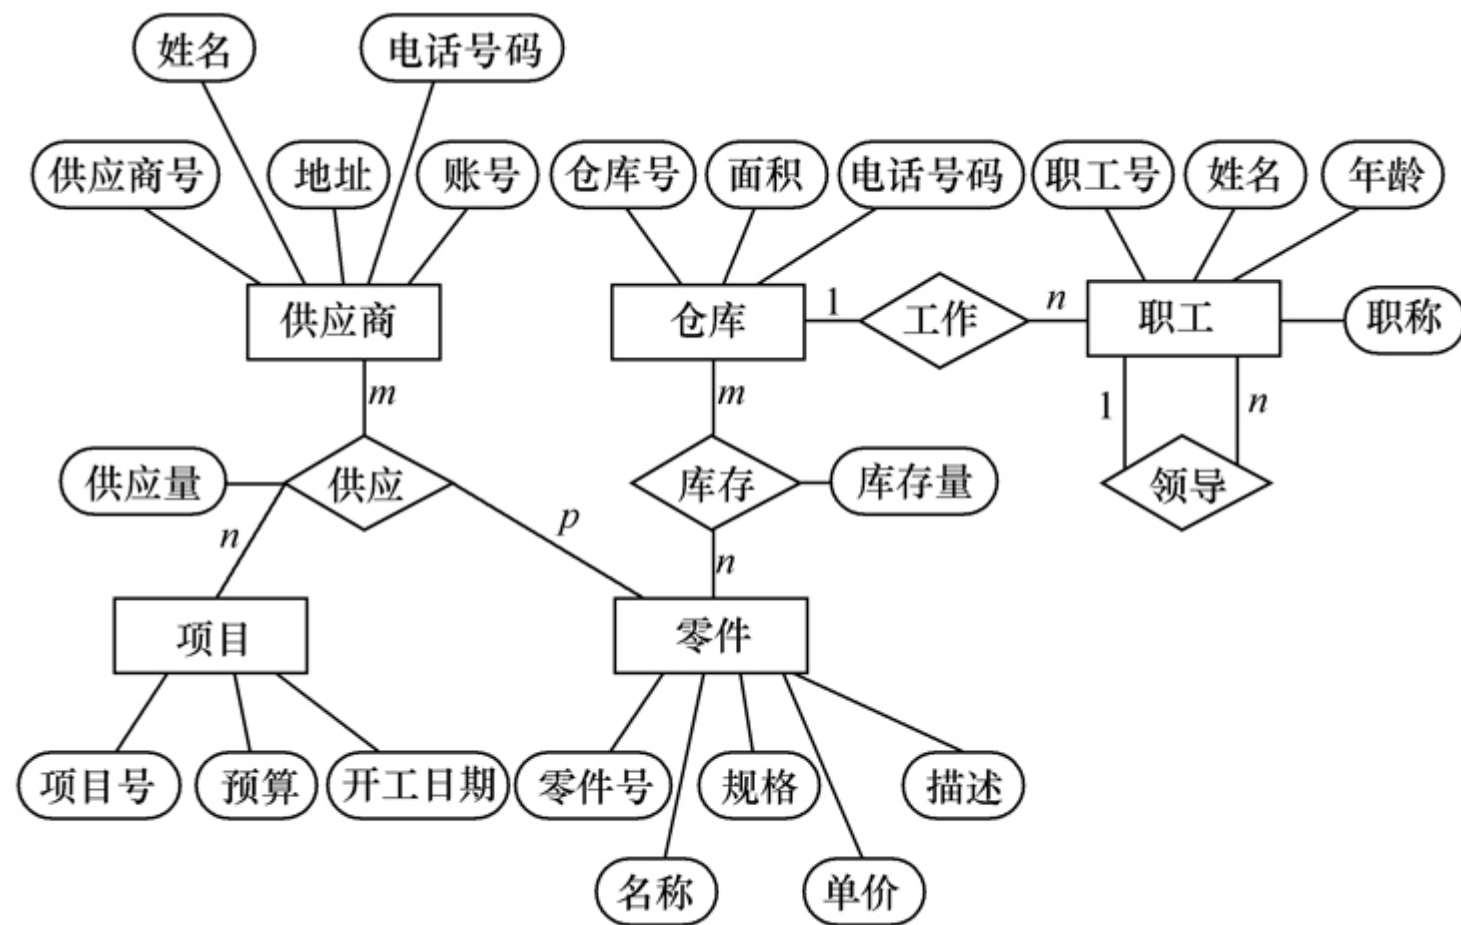 姓名 电话号码
供应商号 地址 账号 仓库号 面积 电话号码 职工号 姓名 年龄
供应商 仓库 1 工作 n 职工 职称
m m 1 n
供应量 供应 库存 库存量 领导
n p n
项目 零件
项目号 预算 开工日期 零件号 规格 描述
名称 单价